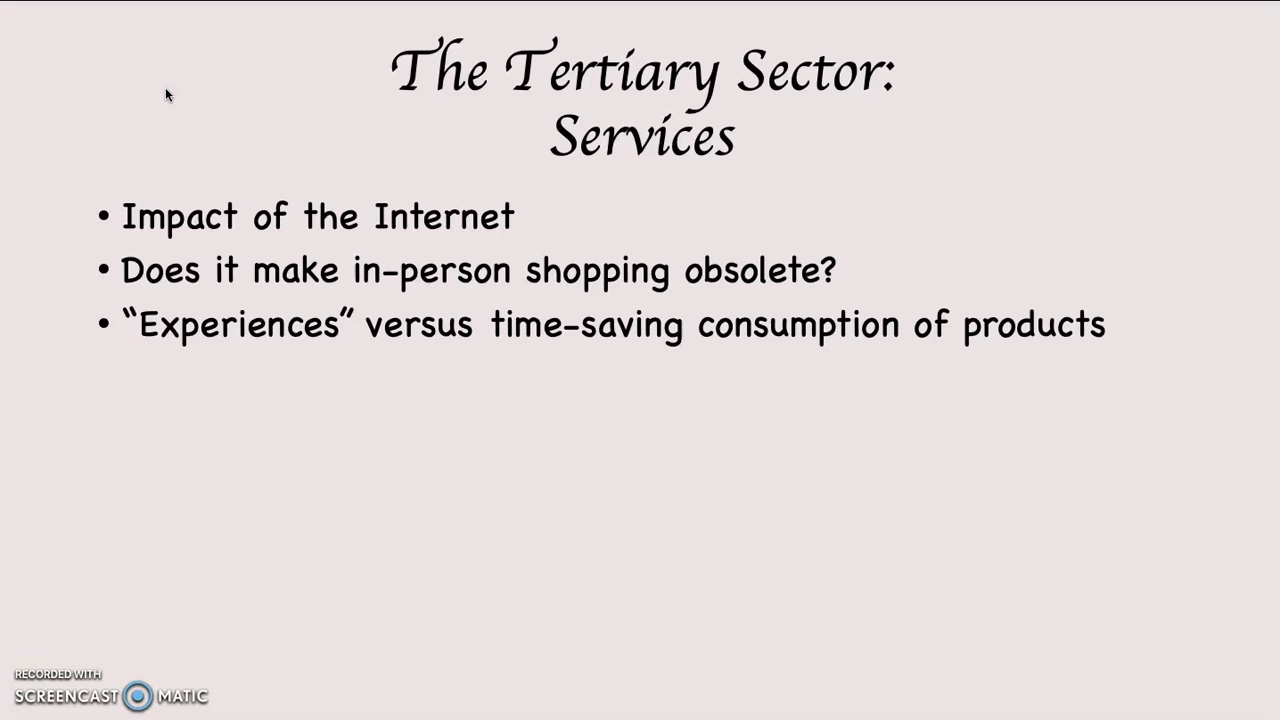 The Tertiary Sector:
Services
• Impact of the Internet
• Does it make in-person shopping obsolete?
• “Experiences” versus time-saving consumption of products
RECORDED WITH
SCREENCAST MATIC